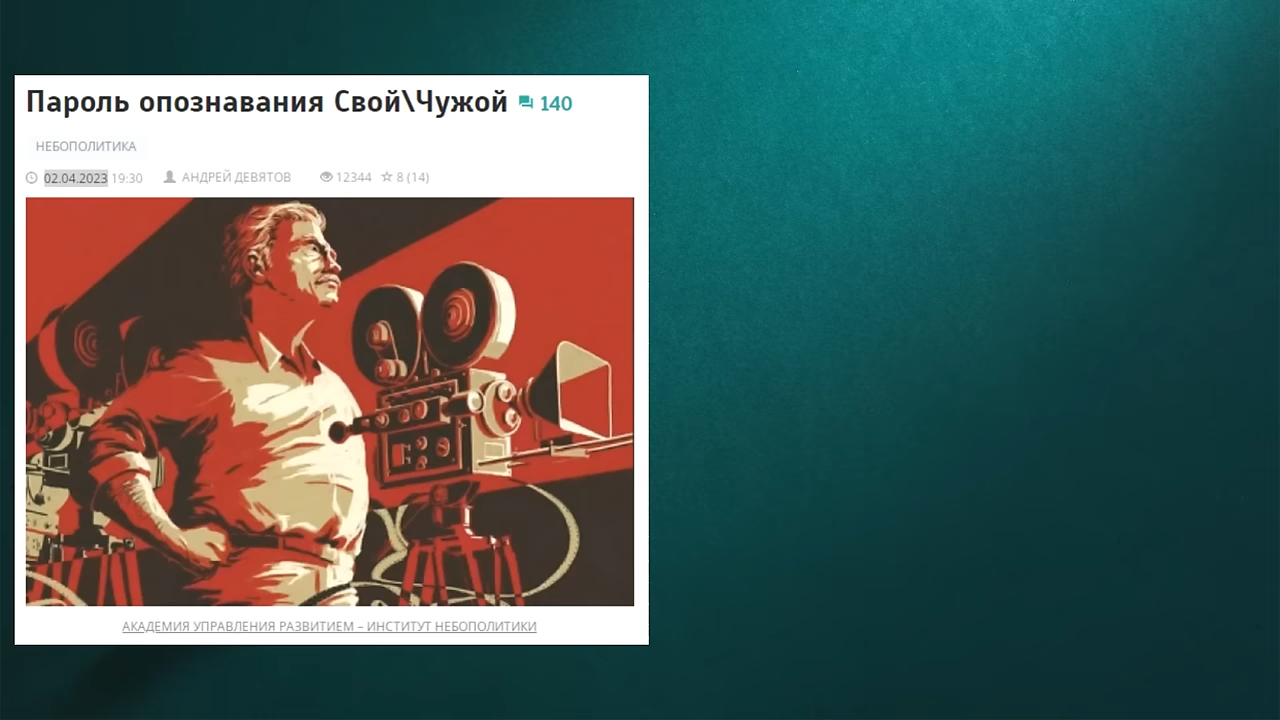 Пароль опознавания Свой\Чужой 140
НЕБОПОЛИТИКА
02.04.2023 19:30 АНДРЕЙ ДЕВЯТОВ 12344 8 (14)
АКАДЕМИЯ УПРАВЛЕНИЯ РАЗВИТИЕМ – ИНСТИТУТ НЕБОПОЛИТИКИ